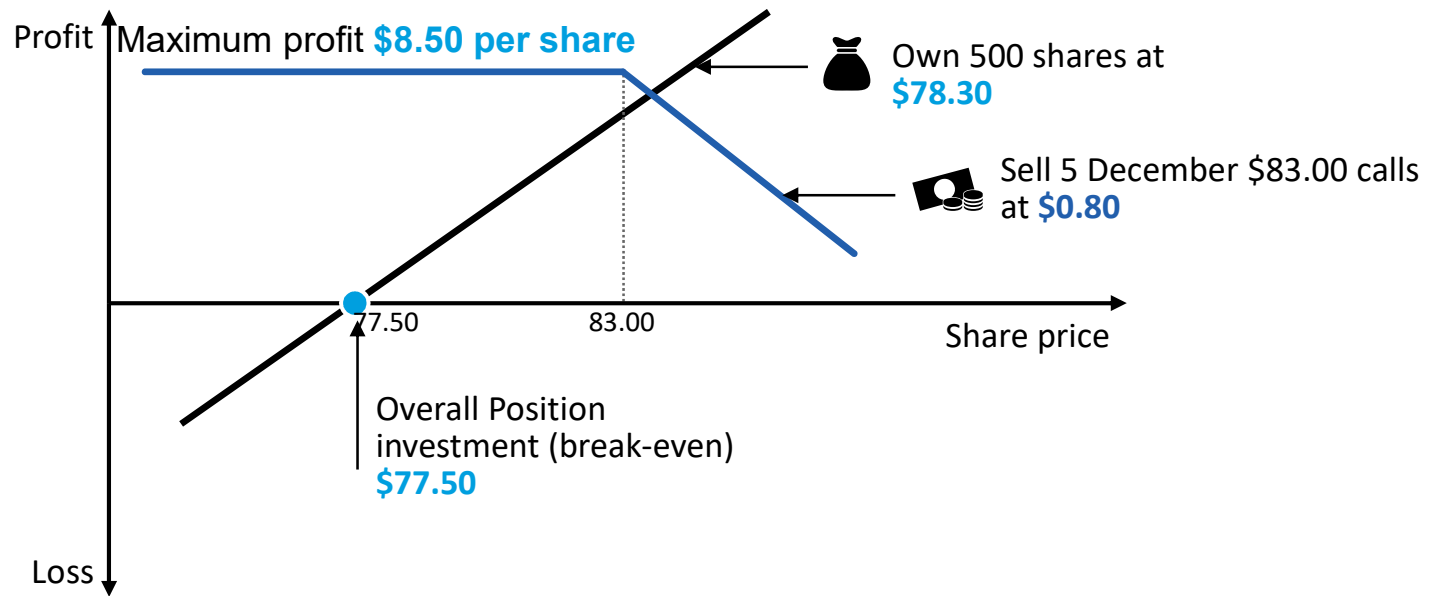 Profit
Maximum profit $8.50 per share
Own 500 shares at
$78.30
Sell 5 December $83.00 calls
at $0.80
77.50
83.00
Share price
Overall Position
investment (break-even)
$77.50
Loss